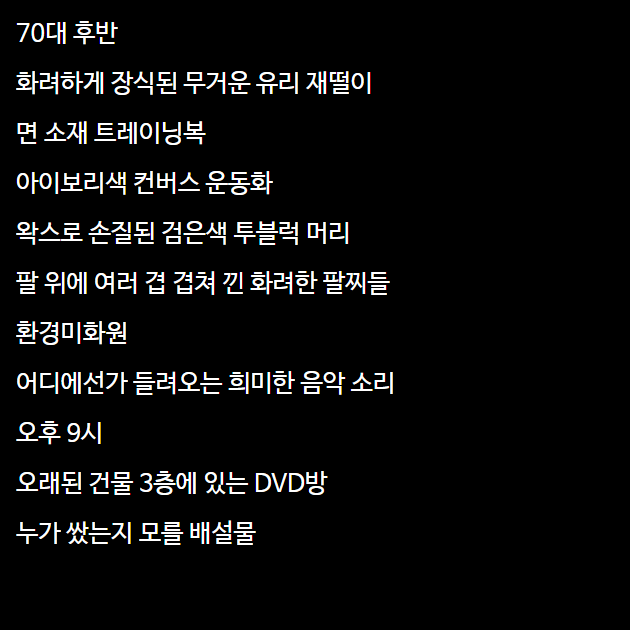 70대 후반
화려하게 장식된 무거운 유리 재떨이
면 소재 트레이닝복
아이보리색 컨버스 운동화
왁스로 손질된 검은색 투블럭 머리
팔 위에 여러 겹 겹쳐 낀 화려한 팔찌들
환경미화원
어디에선가 들려오는 희미한 음악 소리
오후 9시
오래된 건물 3층에 있는 DVD방
누가 쌌는지 모를 배설물